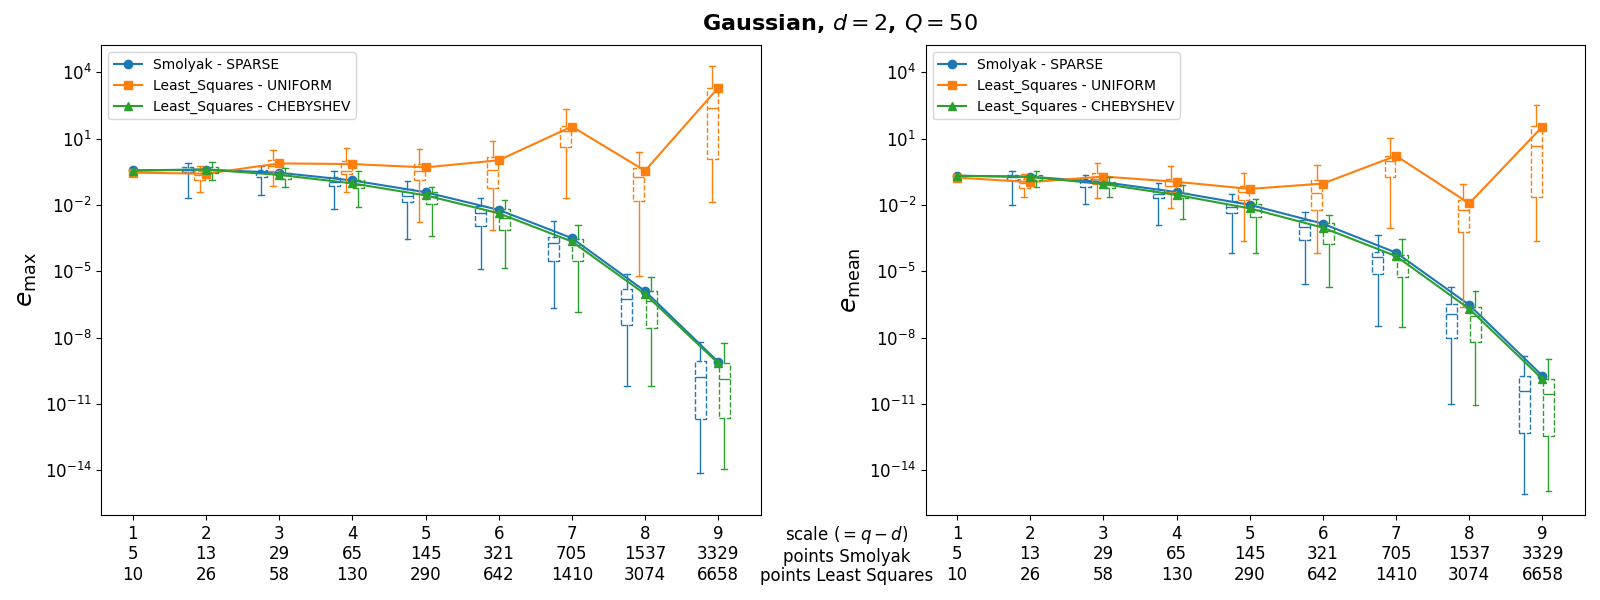 Gaussian, d = 2, Q = 50
Smolyak - SPARSE
Least_Squares - UNIFORM
Least_Squares - CHEBYSHEV
10^4
10^1
10^-2
10^-5
10^-8
10^-11
10^-14
e_max
Smolyak - SPARSE
Least_Squares - UNIFORM
Least_Squares - CHEBYSHEV
10^4
10^1
10^-2
10^-5
10^-8
10^-11
10^-14
e_mean
1 2 3 4 5 6 7 8 9 scale (= q − d) 1 2 3 4 5 6 7 8 9
5 13 29 65 145 321 705 1537 3329 points Smolyak 5 13 29 65 145 321 705 1537 3329
10 26 58 130 290 642 1410 3074 6658 points Least Squares 10 26 58 130 290 642 1410 3074 6658